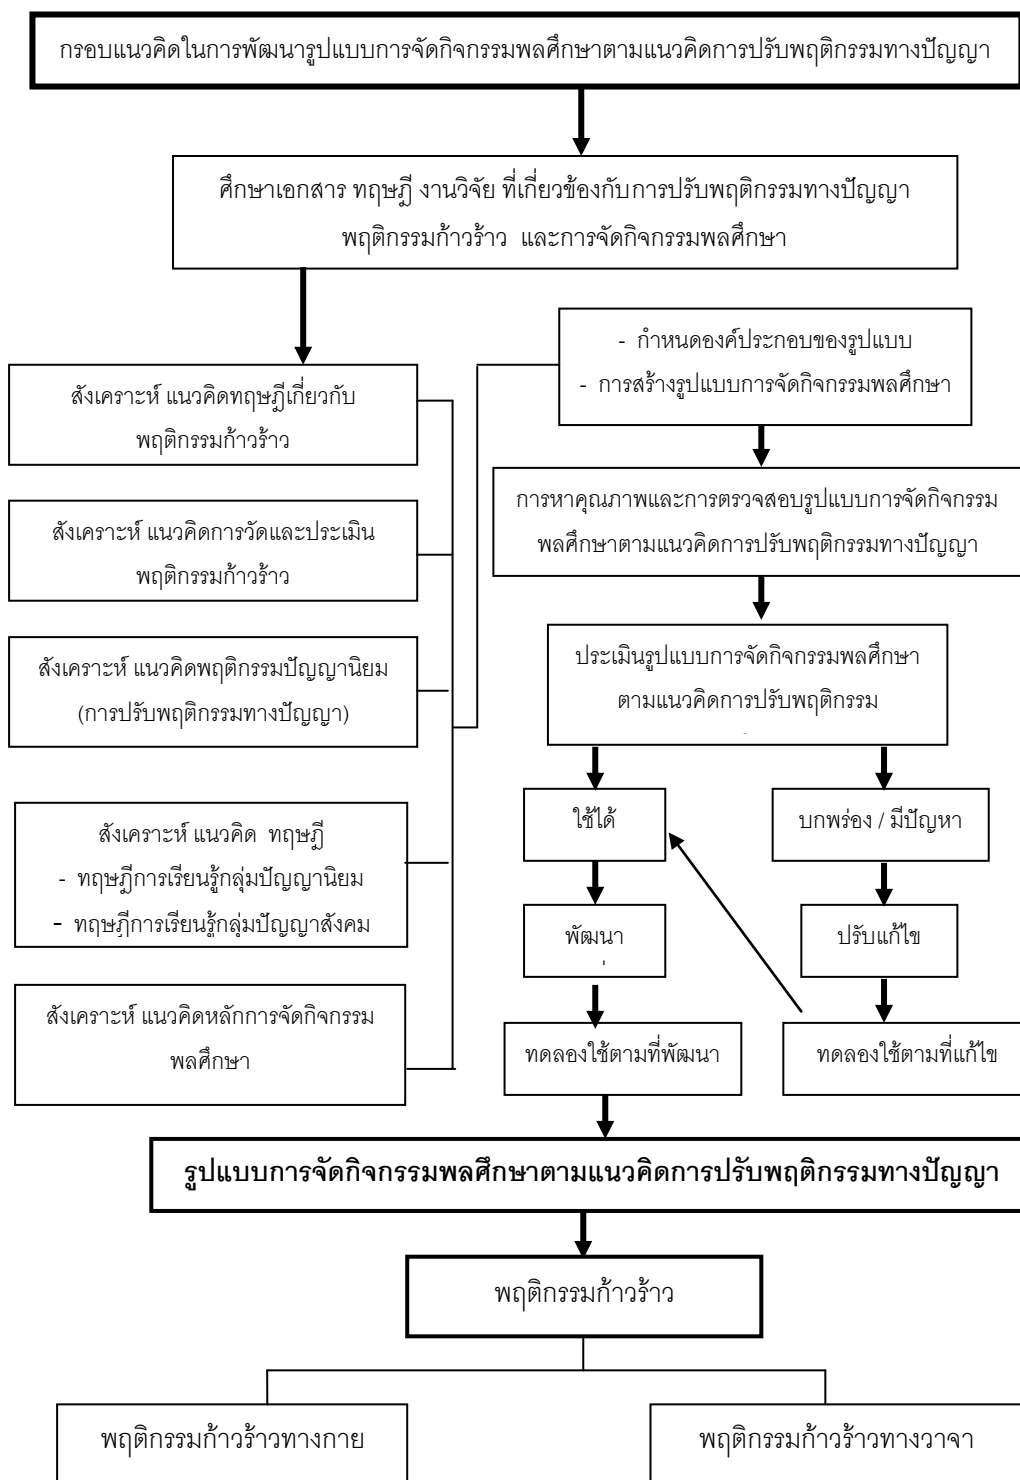 กรอบแนวคิดในการพัฒนารูปแบบการจัดกิจกรรมพลศึกษาตามแนวคิดการปรับพฤติกรรมทางปัญญา
ศึกษาเอกสาร ทฤษฎี งานวิจัย ที่เกี่ยวข้องกับการปรับพฤติกรรมทางปัญญา
พฤติกรรมก้าวร้าว และการจัดกิจกรรมพลศึกษา
สังเคราะห์ แนวคิดทฤษฎีเกี่ยวกับ
พฤติกรรมก้าวร้าว
สังเคราะห์ แนวคิดการวัดและประเมิน
พฤติกรรมก้าวร้าว
สังเคราะห์ แนวคิดพฤติกรรมปัญญานิยม
(การปรับพฤติกรรมทางปัญญา)
สังเคราะห์ แนวคิด ทฤษฎี
- ทฤษฎีการเรียนรู้กลุ่มปัญญานิยม
- ทฤษฎีการเรียนรู้กลุ่มปัญญาสังคม
สังเคราะห์ แนวคิดหลักการจัดกิจกรรม
พลศึกษา
- กำหนดองค์ประกอบของรูปแบบ
- การสร้างรูปแบบการจัดกิจกรรมพลศึกษา
การหาคุณภาพและการตรวจสอบรูปแบบการจัดกิจกรรม
พลศึกษาตามแนวคิดการปรับพฤติกรรมทางปัญญา
ประเมินรูปแบบการจัดกิจกรรมพลศึกษา
ตามแนวคิดการปรับพฤติกรรม
ใช้ได้
บกพร่อง / มีปัญหา
พัฒนา
ปรับแก้ไข
ทดลองใช้ตามที่พัฒนา
ทดลองใช้ตามที่แก้ไข
รูปแบบการจัดกิจกรรมพลศึกษาตามแนวคิดการปรับพฤติกรรมทางปัญญา
พฤติกรรมก้าวร้าว
พฤติกรรมก้าวร้าวทางกาย
พฤติกรรมก้าวร้าวทางวาจา